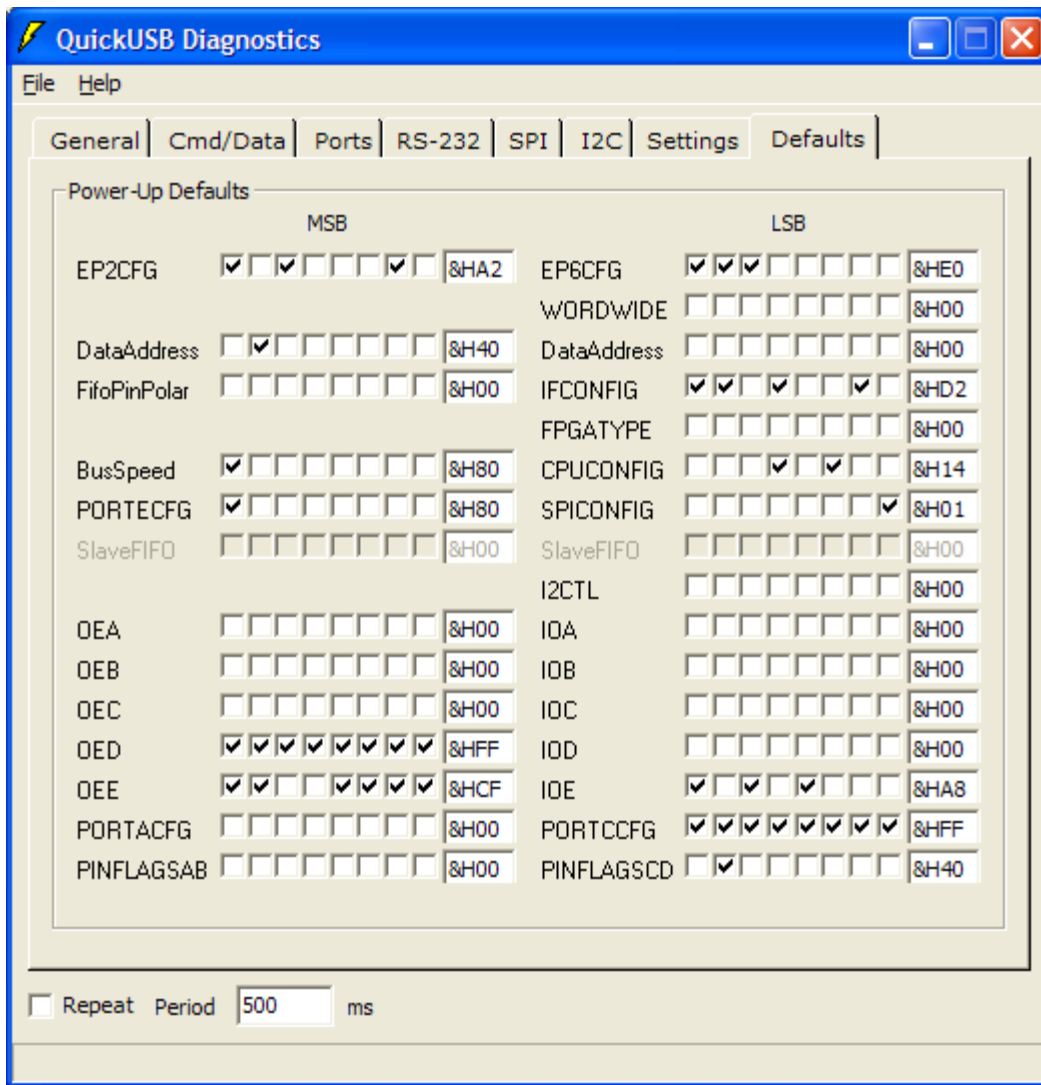 QuickUSB Diagnostics
File Help
General Cmd/Data Ports RS-232 SPI I2C Settings Defaults
Power-Up Defaults
MSB LSB
EP2CFG &HA2 EP6CFG &HE0
WORDWIDE &H00
DataAddress &H40 DataAddress &H00
FifoPinPolar &H00 IFCONFIG &HD2
FPGATYPE &H00
BusSpeed &H80 CPUCONFIG &H14
PORTECFG &H80 SPICONFIG &H01
SlaveFIFO &H00 SlaveFIFO &H00
I2CTL &H00
OEA &H00 IOA &H00
OEB &H00 IOB &H00
OEC &H00 IOC &H00
OED &HFF IOD &H00
OEE &HCF IOE &HA8
PORTACFG &H00 PORTCCFG &HFF
PINFLAGSAB &H00 PINFLAGSCD &H40
Repeat Period 500 ms